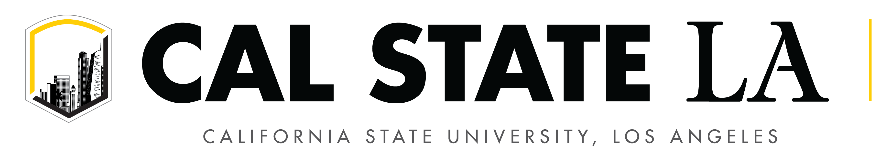 CAL STATE LA
CALIFORNIA STATE UNIVERSITY, LOS ANGELES